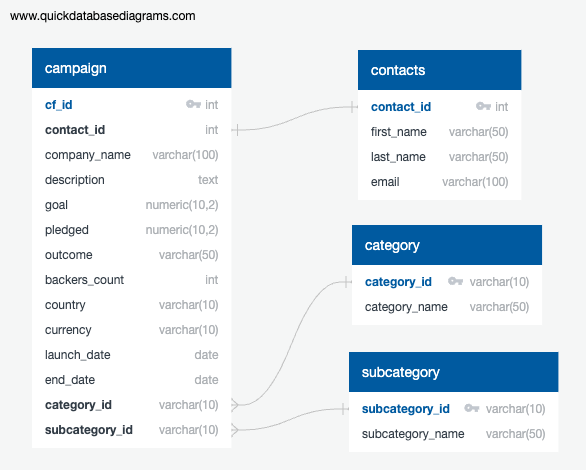 www.quickdatabasediagrams.com
campaign
cf_id int
contact_id int
company_name varchar(100)
description text
goal numeric(10,2)
pledged numeric(10,2)
outcome varchar(50)
backers_count int
country varchar(10)
currency varchar(10)
launch_date date
end_date date
category_id varchar(10)
subcategory_id varchar(10)
contacts
contact_id int
first_name varchar(50)
last_name varchar(50)
email varchar(100)
category
category_id varchar(10)
category_name varchar(50)
subcategory
subcategory_id varchar(10)
subcategory_name varchar(50)